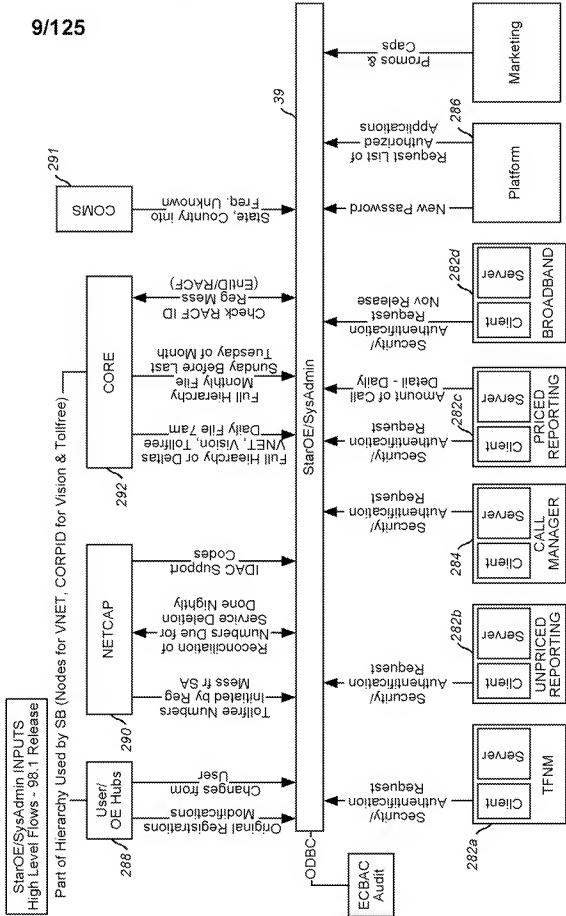 9/125
StarOE/SysAdmin INPUTS
High Level Flows - 98.1 Release
Part of Hierarchy Used by SB (Nodes for VNET, CORPID for Vision & Tollfree)
User/
OE Hubs
288
NETCAP
290
CORE
292
COMS
291
Original Registrations
Modifications
Changes from
User
Tollfree Numbers
Initiated by Reg
Mess fr SA
Reconciliation of
Numbers Due for
Service Deletion
Done Nightly
IDAC Support
Codes
Full Hiearchy or Deltas
VNET, Vision, Tollfree
Daily File 7am
Full Hierarchy
Monthly File
Sunday Before Last
Tuesday of Month
Check RACF ID
Reg Mess
(EntID/RACF)
State, Country into
Freq. Unknown
39
StarOE/SysAdmin
ODBC
ECBAC
Audit
Security/
Authentification
Request
Security/
Authentification
Request
Security/
Authentification
Request
Security/
Authentification
Request
Amount of Call
Detail - Daily
Security/
Authentification
Request
Nov Release
New Password
Request List of
Authorized
Applications
Promos &
Caps
282a
Client
Server
TFNM
282b
Client
Server
UNPRICED
REPORTING
284
Client
Server
CALL
MANAGER
282c
Client
Server
PRICED
REPORTING
282d
Client
Server
BROADBAND
286
Platform
Marketing